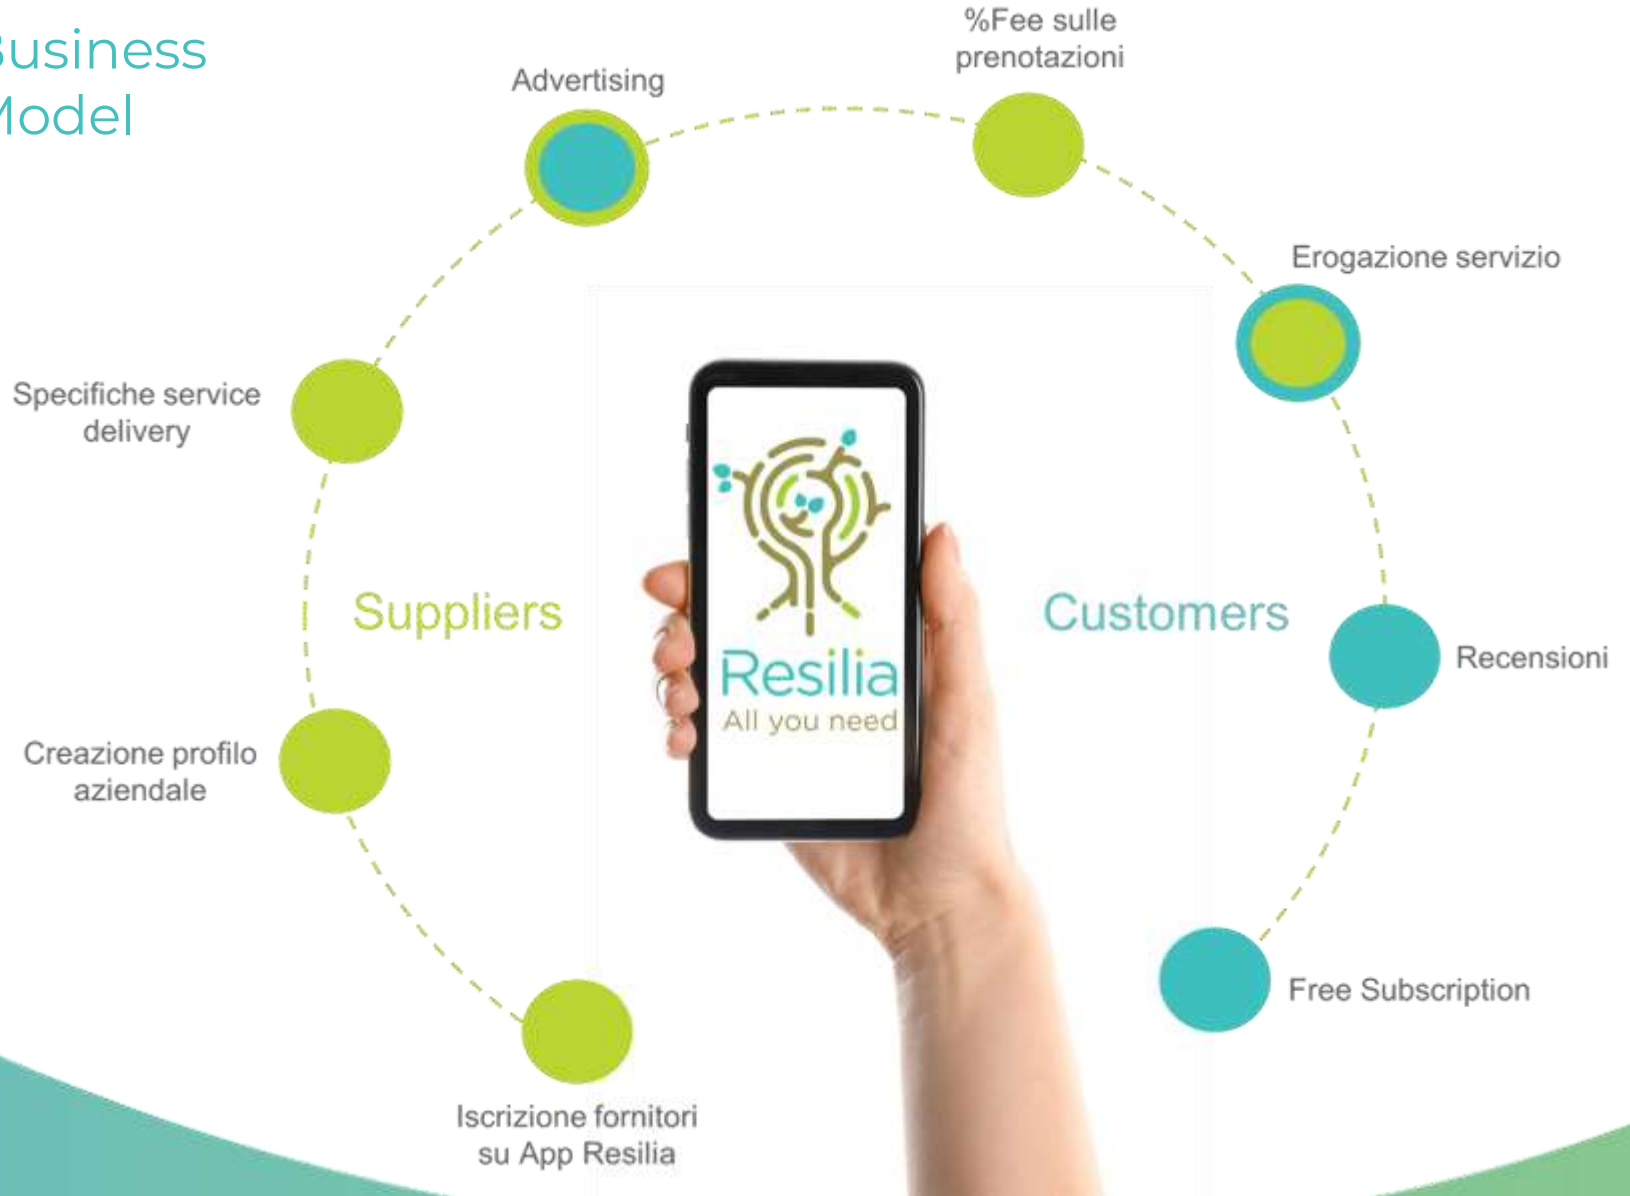 Business
Model
%Fee sulle
prenotazioni
Advertising
Erogazione servizio
Specifiche service
delivery
Suppliers
Customers
Resilia
All you need
Recensioni
Creazione profilo
aziendale
Free Subscription
Iscrizione fornitori
su App Resilia